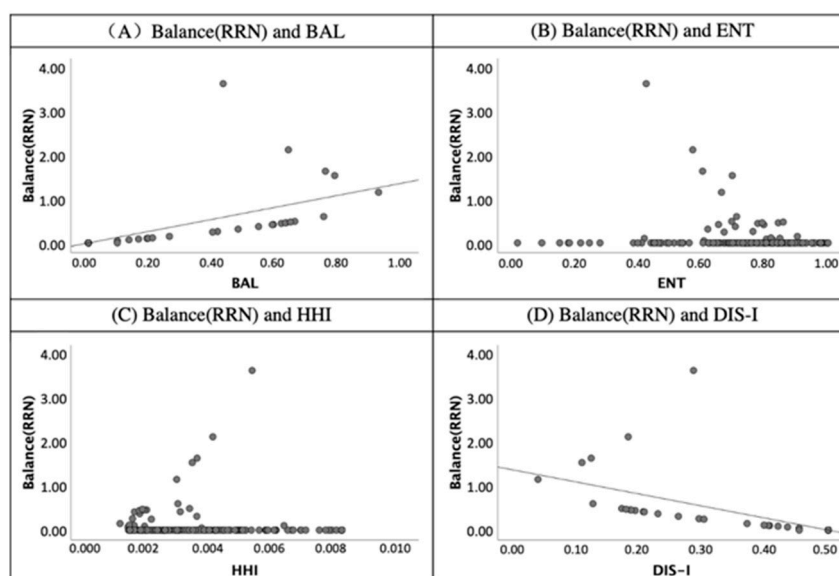 (A) Balance(RRN) and BAL
(B) Balance(RRN) and ENT
4.00
3.00
2.00
1.00
0.00
Balance(RRN)
0.00 0.20 0.40 0.60 0.80 1.00
BAL
4.00
3.00
2.00
1.00
0.00
Balance(RRN)
0.00 0.20 0.40 0.60 0.80 1.00
ENT
(C) Balance(RRN) and HHI
(D) Balance(RRN) and DIS-I
4.00
3.00
2.00
1.00
0.00
Balance(RRN)
0.000 0.002 0.004 0.006 0.008 0.010
HHI
4.00
3.00
2.00
1.00
0.00
Balance(RRN)
0.00 0.10 0.20 0.30 0.40 0.50
DIS-I